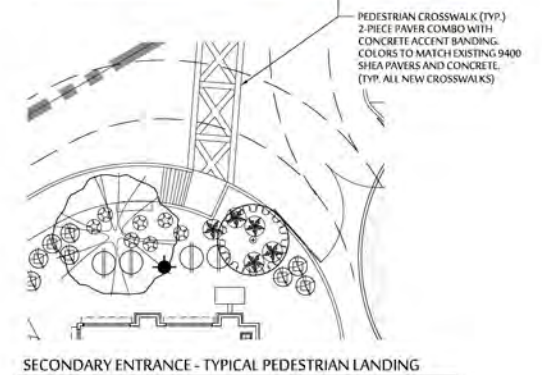 PEDESTRIAN CROSSWALK (TYP.)
2-PIECE PAVER COMBO WITH
CONCRETE ACCENT BANDING.
COLORS TO MATCH EXISTING 9400
SHEA PAVERS AND CONCRETE.
(TYP. ALL NEW CROSSWALKS)
SECONDARY ENTRANCE - TYPICAL PEDESTRIAN LANDING